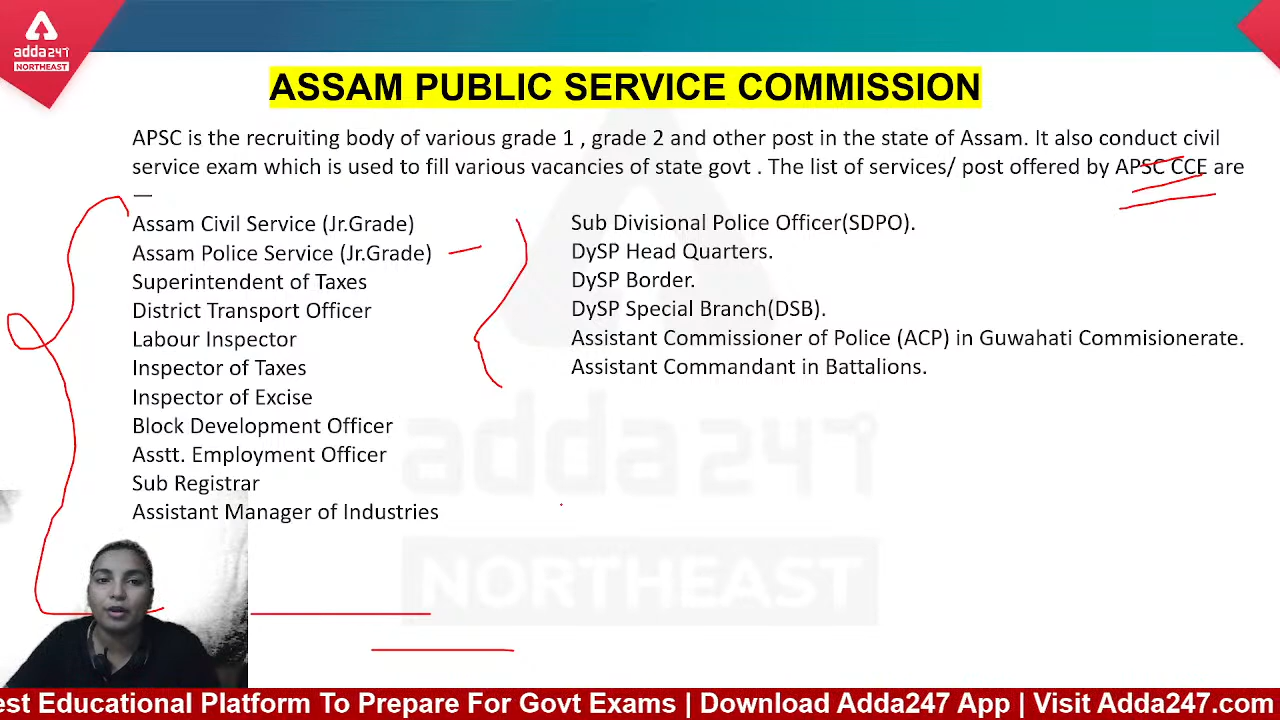 adda247
NORTHEAST
ASSAM PUBLIC SERVICE COMMISSION
APSC is the recruiting body of various grade 1 , grade 2 and other post in the state of Assam. It also conduct civil
service exam which is used to fill various vacancies of state govt . The list of services/ post offered by APSC CCE are
—
Assam Civil Service (Jr.Grade)
Assam Police Service (Jr.Grade)
Superintendent of Taxes
District Transport Officer
Labour Inspector
Inspector of Taxes
Inspector of Excise
Block Development Officer
Asstt. Employment Officer
Sub Registrar
Assistant Manager of Industries
Sub Divisional Police Officer(SDPO).
DySP Head Quarters.
DySP Border.
DySP Special Branch(DSB).
Assistant Commissioner of Police (ACP) in Guwahati Commisionerate.
Assistant Commandant in Battalions.
adda247
NORTHEAST
est Educational Platform To Prepare For Govt Exams | Download Adda247 App | Visit Adda247.com